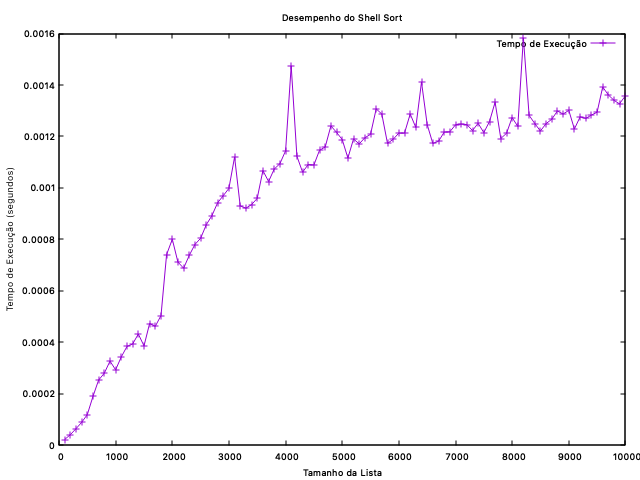 Desempenho do Shell Sort
Tempo de Execução
Tempo de Execução (segundos)
0.0016
0.0014
0.0012
0.001
0.0008
0.0006
0.0004
0.0002
0
0 1000 2000 3000 4000 5000 6000 7000 8000 9000 10000
Tamanho da Lista